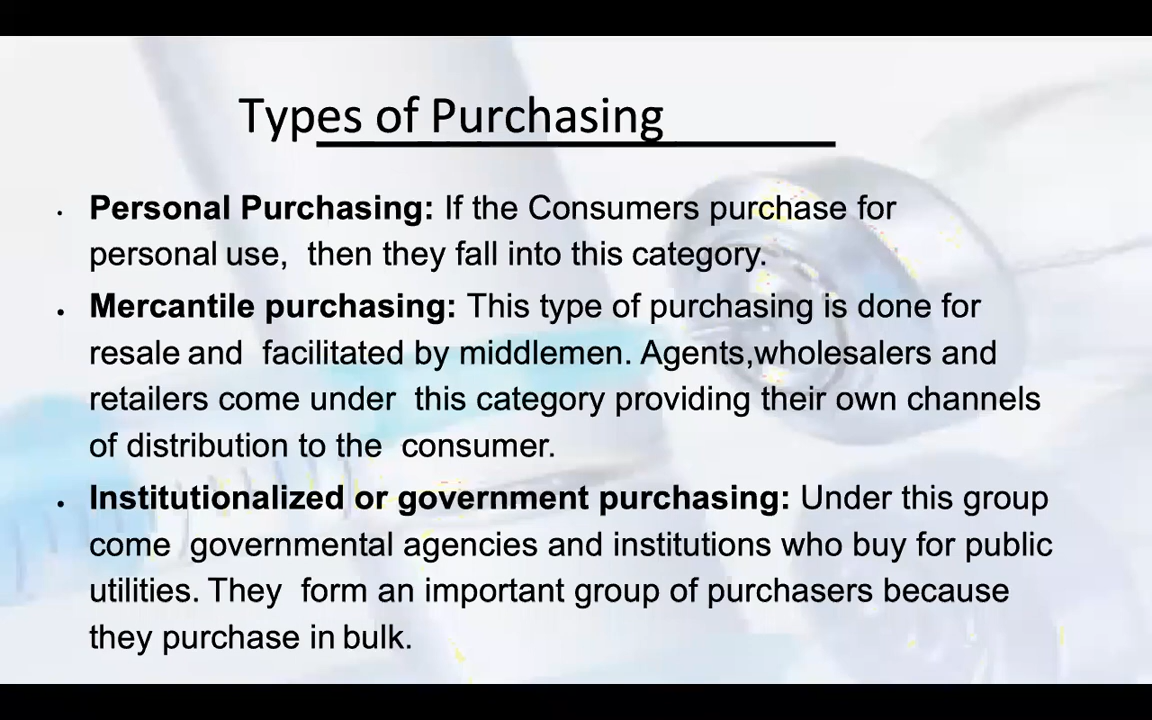 Types of Purchasing
• Personal Purchasing: If the Consumers purchase for
personal use, then they fall into this category.
• Mercantile purchasing: This type of purchasing is done for
resale and facilitated by middlemen. Agents,wholesalers and
retailers come under this category providing their own channels
of distribution to the consumer.
• Institutionalized or government purchasing: Under this group
come governmental agencies and institutions who buy for public
utilities. They form an important group of purchasers because
they purchase in bulk.